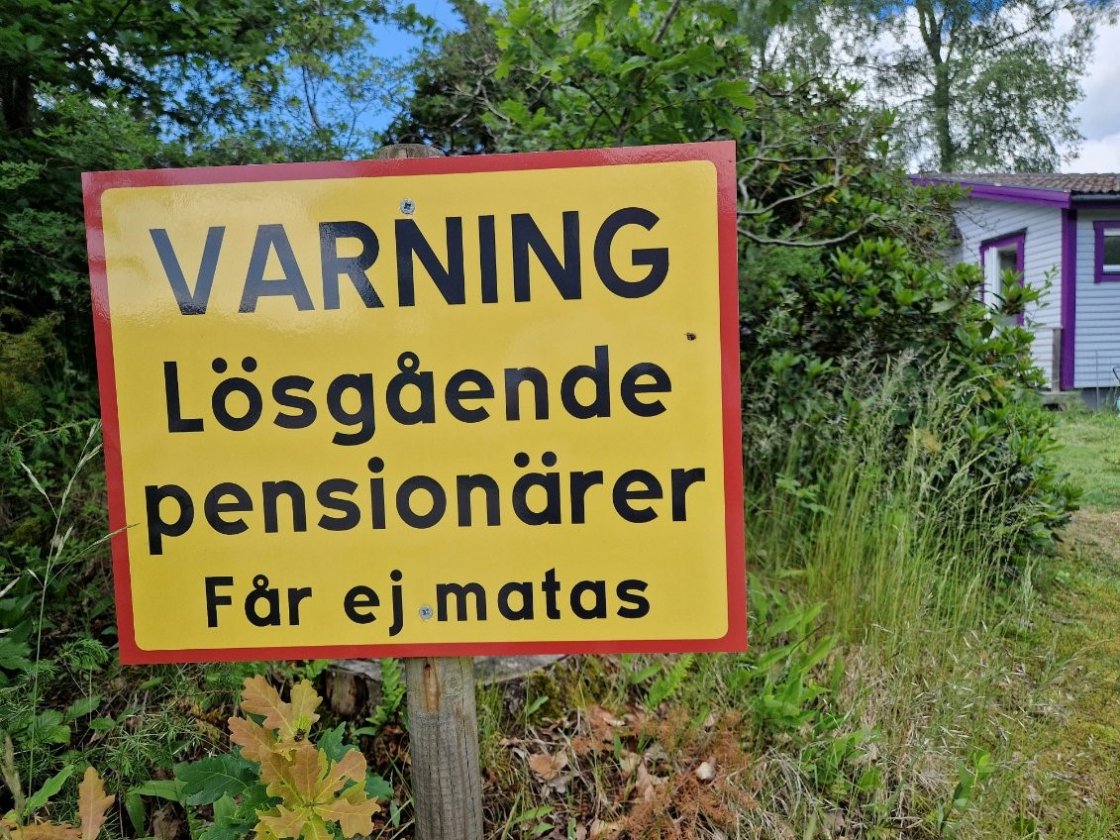 VARNING
Lösgående
pensionärer
Får ej matas